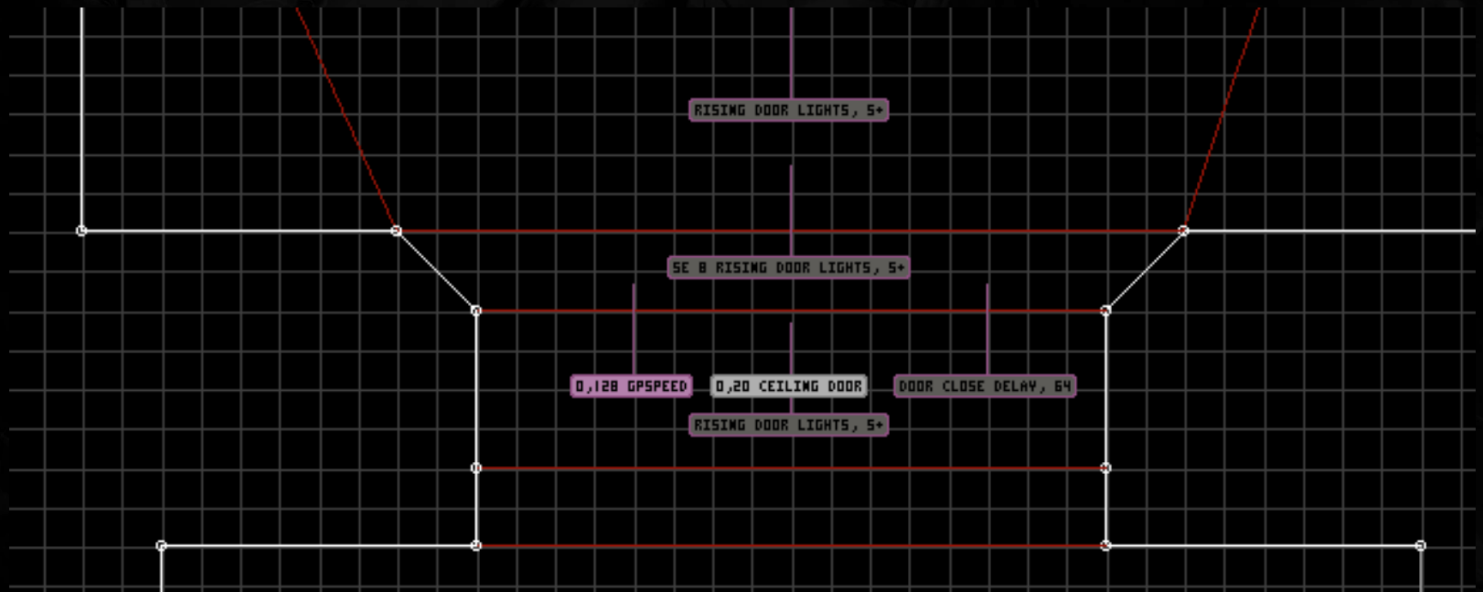 RISING DOOR LIGHTS, 5+
SE 8 RISING DOOR LIGHTS, 5+
0,128 GPSPEED
0,20 CEILING DOOR
DOOR CLOSE DELAY, 64
RISING DOOR LIGHTS, 5+